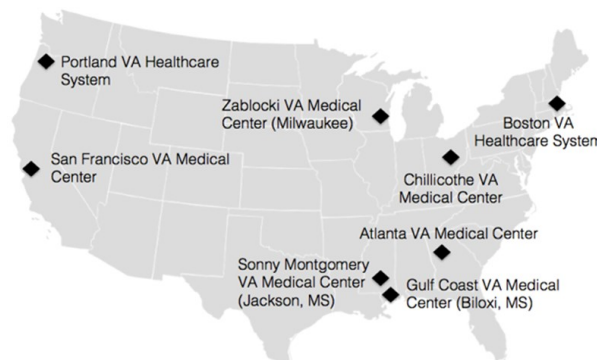 Portland VA Healthcare
System
Zablocki VA Medical
Center (Milwaukee)
Boston VA
Healthcare System
San Francisco VA Medical
Center
Chillicothe VA
Medical Center
Atlanta VA Medical Center
Sonny Montgomery
VA Medical Center
(Jackson, MS)
Gulf Coast VA Medical
Center (Biloxi, MS)